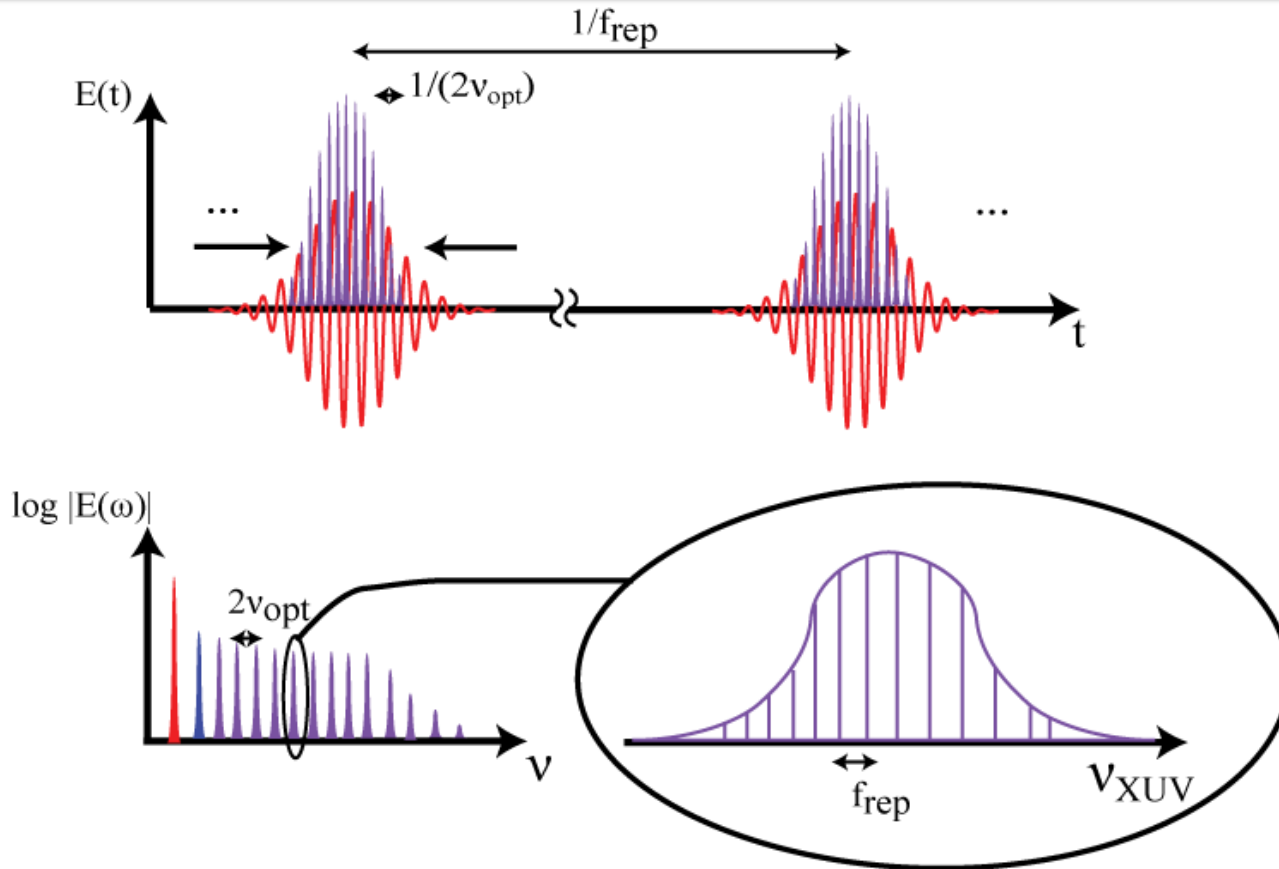 1/frep
E(t)
1/(2νopt)
...
...
t
log |E(ω)|
2νopt
ν
frep
νXUV